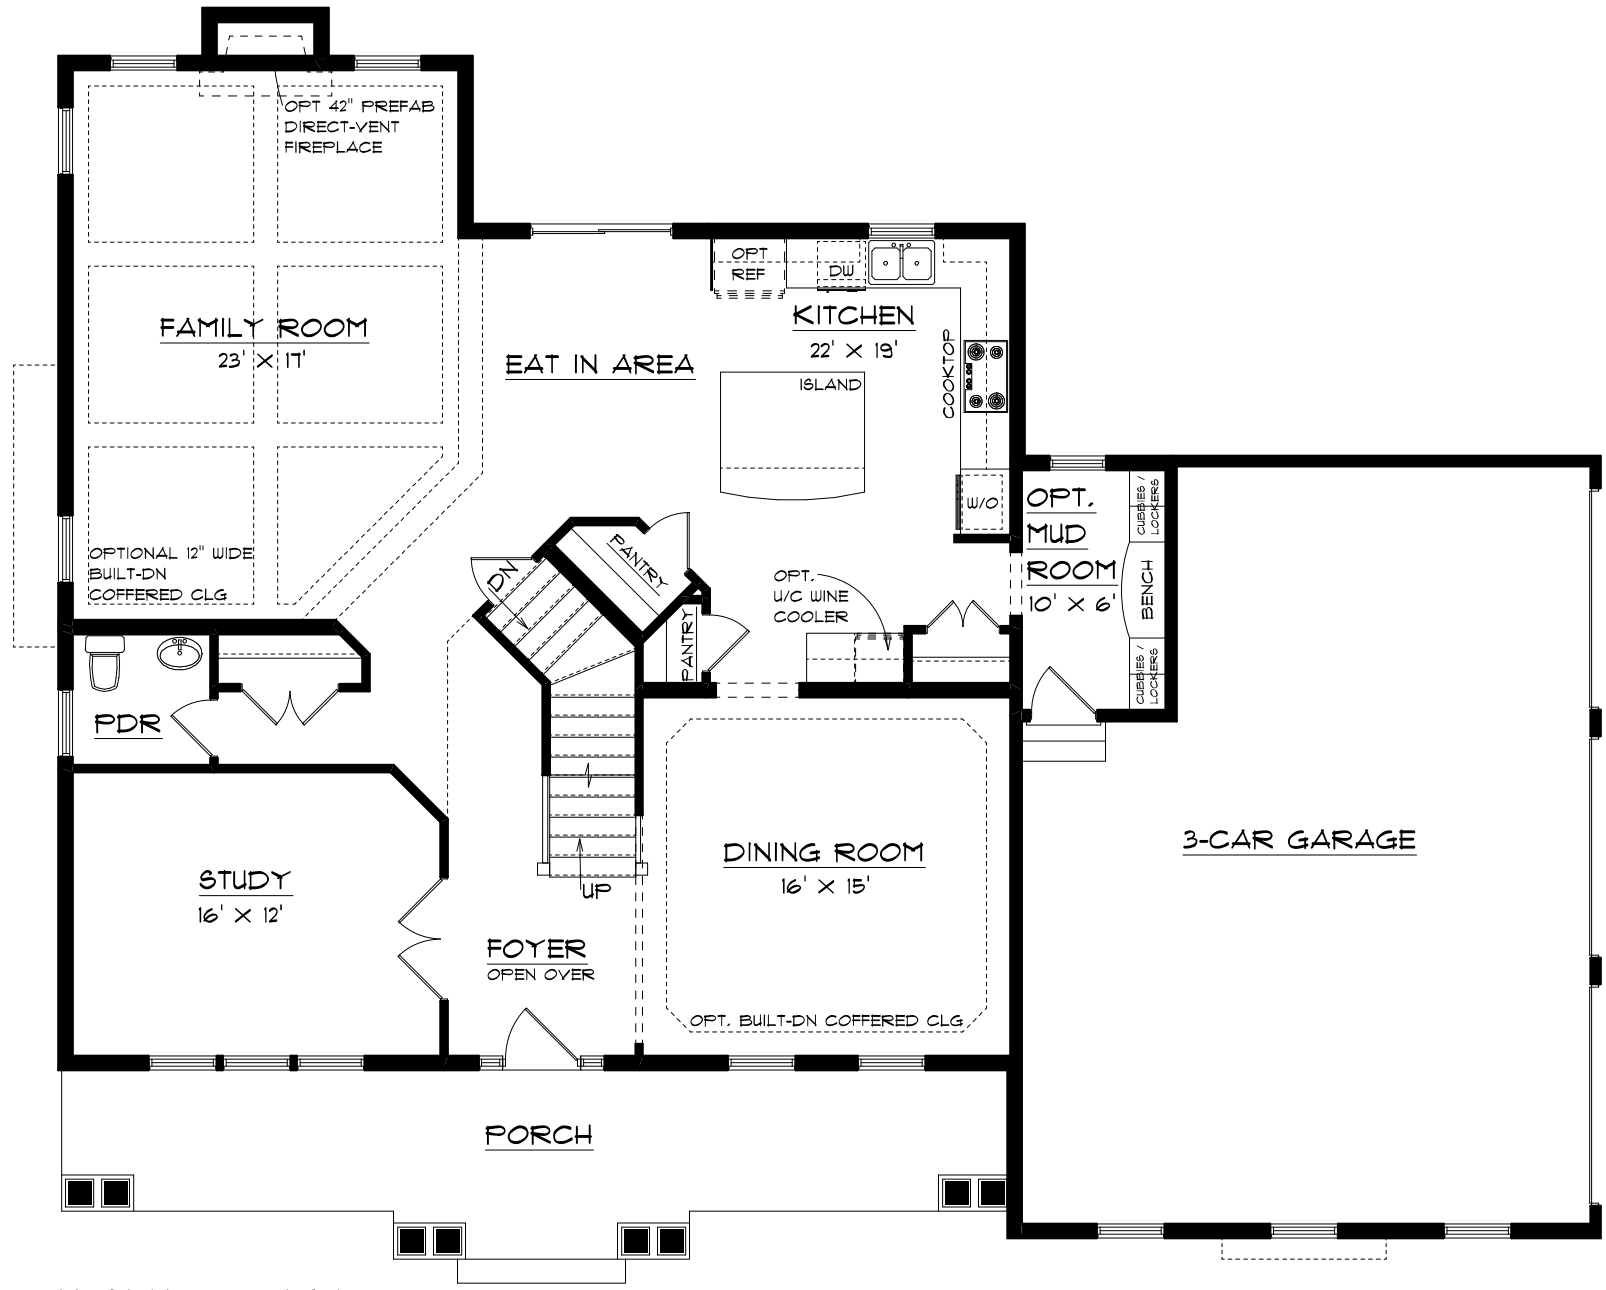 OPT 42" PREFAB
DIRECT-VENT
FIREPLACE
OPT
REF
DW
KITCHEN
22' X 19'
FAMILY ROOM
23' X 17'
EAT IN AREA
ISLAND
COOKTOP
W/O
OPT.
MUD
ROOM
10' X 6'
CUBBIES /
LOCKERS
BENCH
CUBBIES /
LOCKERS
OPTIONAL 12" WIDE
BUILT-DN
COFFERED CLG
DN
PANTRY
PANTRY
OPT.
U/C WINE
COOLER
PDR
STUDY
16' X 12'
UP
DINING ROOM
16' X 15'
3-CAR GARAGE
FOYER
OPEN OVER
OPT. BUILT-DN COFFERED CLG
PORCH